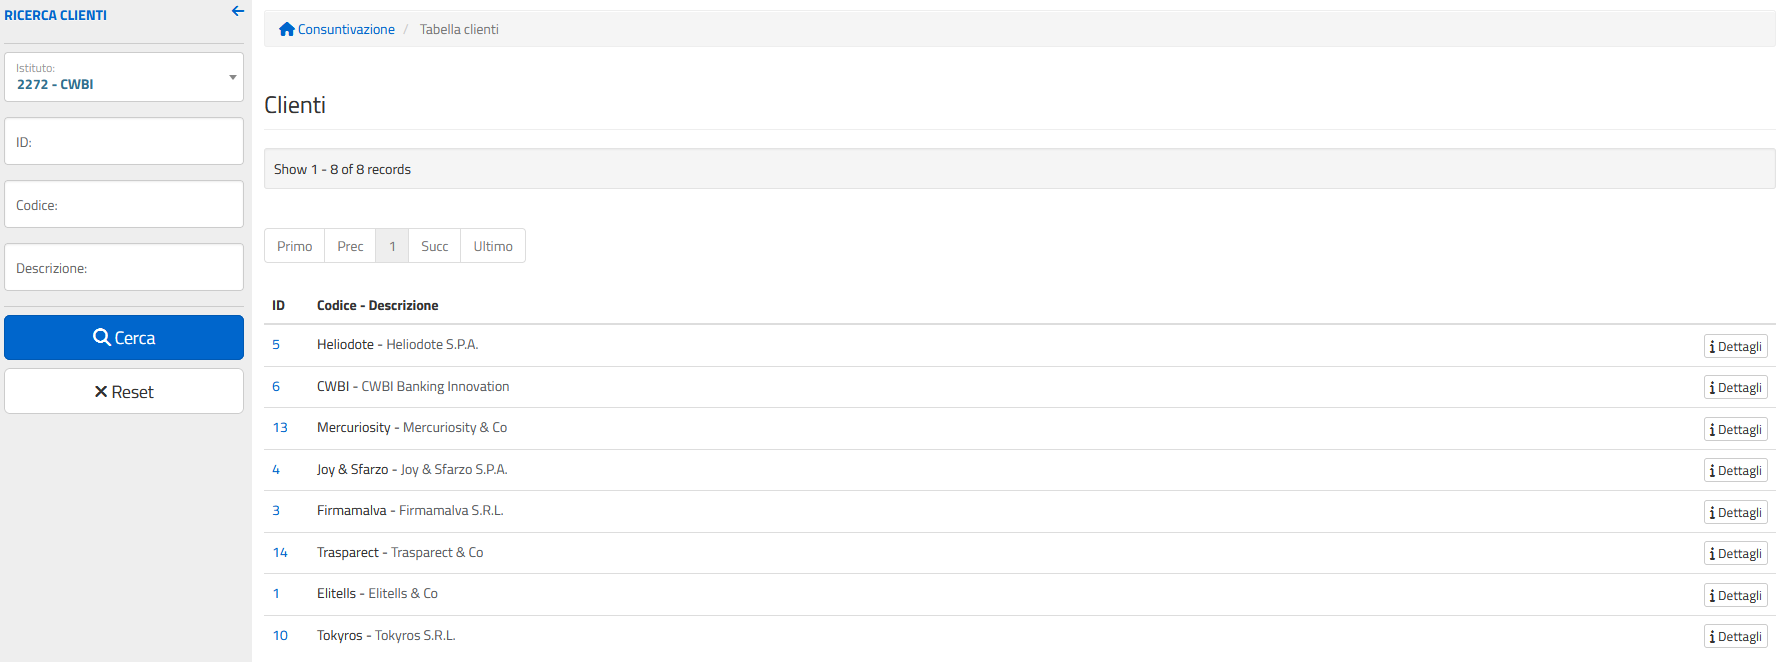 RICERCA CLIENTI
Istituto:
2272 - CWBI
ID:
Codice:
Descrizione:
Cerca
Reset
Consuntivazione / Tabella clienti
Clienti
Show 1 - 8 of 8 records
Primo Prec 1 Succ Ultimo
ID Codice - Descrizione
5 Heliodote - Heliodote S.P.A. Dettagli
6 CWBI - CWBI Banking Innovation Dettagli
13 Mercuriosity - Mercuriosity & Co Dettagli
4 Joy & Sfarzo - Joy & Sfarzo S.P.A. Dettagli
3 Firmamalva - Firmamalva S.R.L. Dettagli
14 Trasparect - Trasparect & Co Dettagli
1 Elitells - Elitells & Co Dettagli
10 Tokyros - Tokyros S.R.L. Dettagli